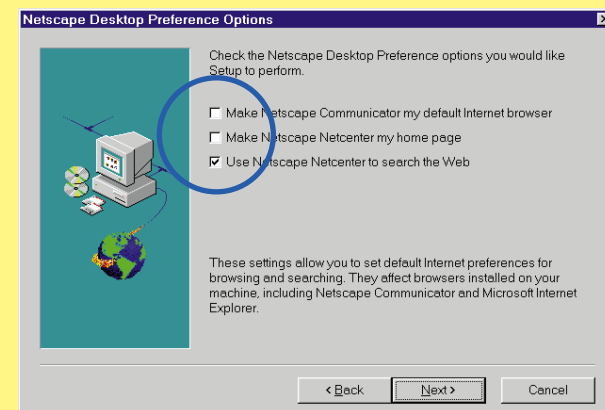 Netscape Desktop Preference Options
Check the Netscape Desktop Preference options you would like
Setup to perform.
Make Netscape Communicator my default Internet browser
Make Netscape Netcenter my home page
Use Netscape Netcenter to search the Web
These settings allow you to set default Internet preferences for
browsing and searching. They affect browsers installed on your
machine, including Netscape Communicator and Microsoft Internet
Explorer.
< Back
Next >
Cancel